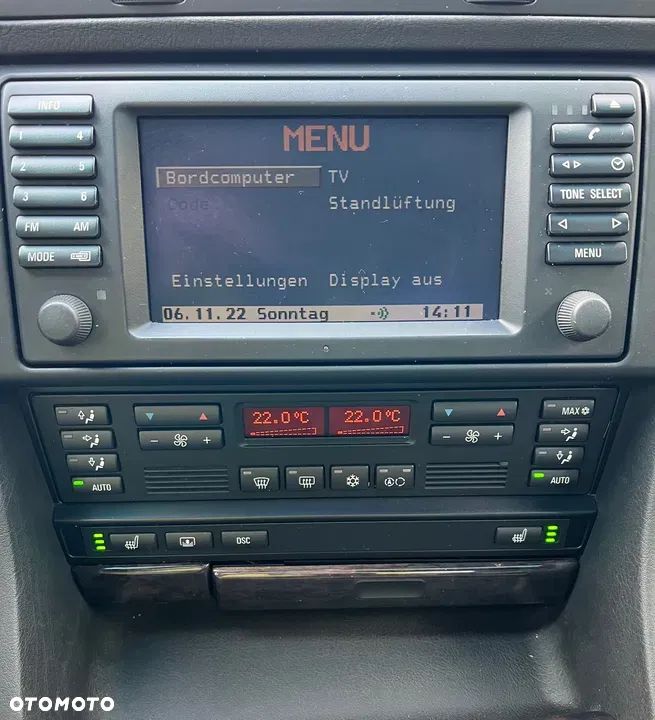 INFO
1 4
2 5
3 6
FM AM
MODE
MENU
Bordcomputer TV
Code Standlüftung
Einstellungen Display aus
06.11.22 Sonntag 14:11
TONE SELECT
MENU
22.0°C 22.0°C
MAX
AUTO
A
AUTO
DSC
OTOMOTO